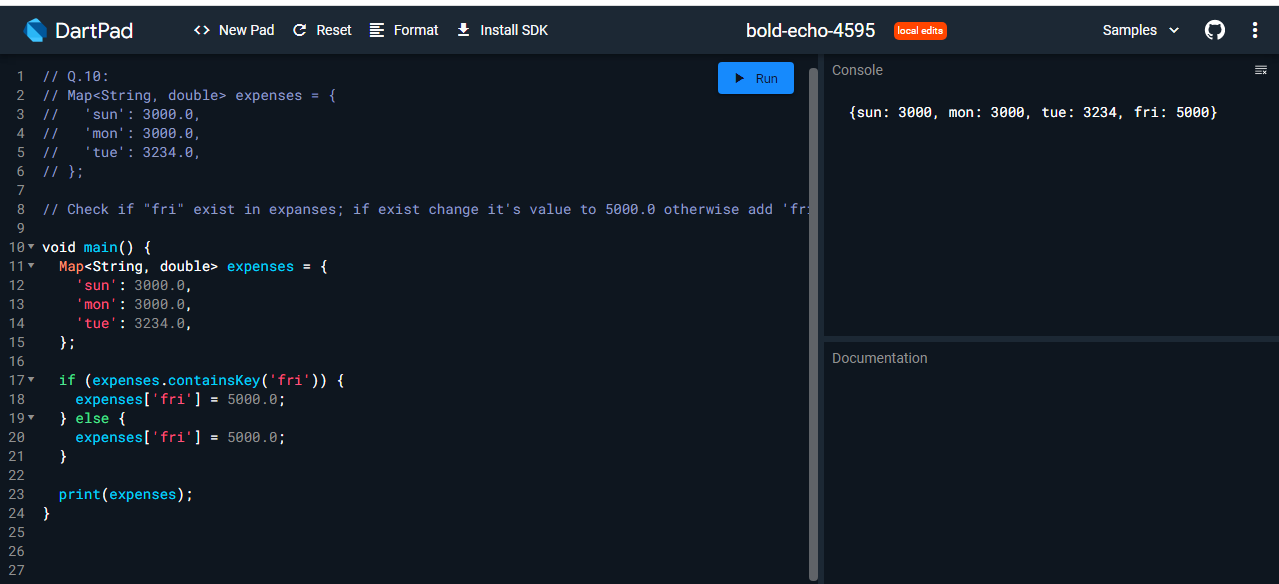 DartPad
<> New Pad
Reset
Format
Install SDK
bold-echo-4595
local edits
Samples
Run
1 // Q.10:
2 // Map<String, double> expenses = {
3 //   'sun': 3000.0,
4 //   'mon': 3000.0,
5 //   'tue': 3234.0,
6 // };
7
8 // Check if "fri" exist in expanses; if exist change it's value to 5000.0 otherwise add 'fri
9
10 void main() {
11   Map<String, double> expenses = {
12     'sun': 3000.0,
13     'mon': 3000.0,
14     'tue': 3234.0,
15   };
16
17   if (expenses.containsKey('fri')) {
18     expenses['fri'] = 5000.0;
19   } else {
20     expenses['fri'] = 5000.0;
21   }
22
23   print(expenses);
24 }
25
26
27
Console
{sun: 3000, mon: 3000, tue: 3234, fri: 5000}
Documentation